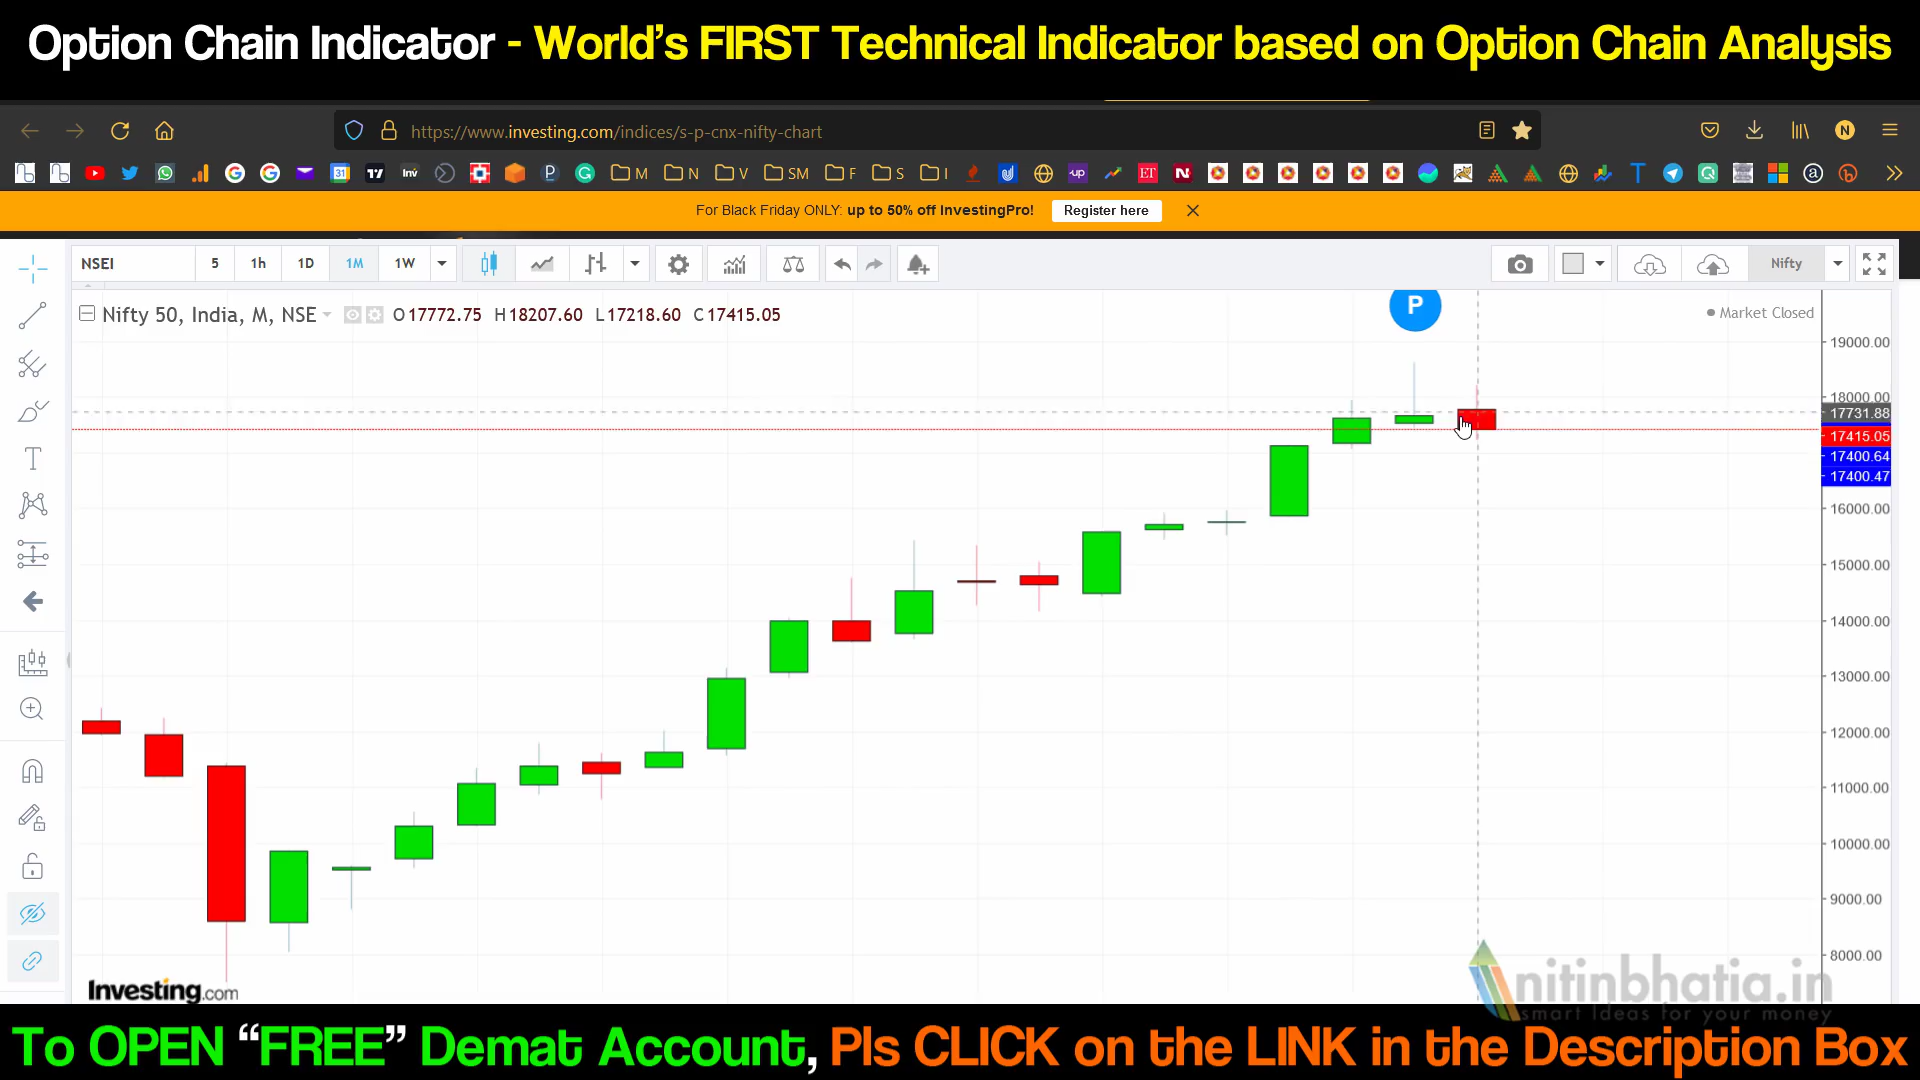 Option Chain Indicator - World's FIRST Technical Indicator based on Option Chain Analysis
https://www.investing.com/indices/s-p-cnx-nifty-chart
N
31 Inv P G M N V SM F S I up ET N T a
For Black Friday ONLY: up to 50% off InvestingPro! Register here
NSEI 5 1h 1D 1M 1W Nifty
Nifty 50, India, M, NSE O 17772.75 H 18207.60 L 17218.60 C 17415.05
P
Market Closed
19000.00
18000.00
17731.88
17415.05
17400.64
17400.47
16000.00
15000.00
14000.00
13000.00
12000.00
11000.00
10000.00
9000.00
8000.00
T
Investing.com
nitinbhatia.in
smart Ideas for your money
To OPEN "FREE" Demat Account, Pls CLICK on the LINK in the Description Box